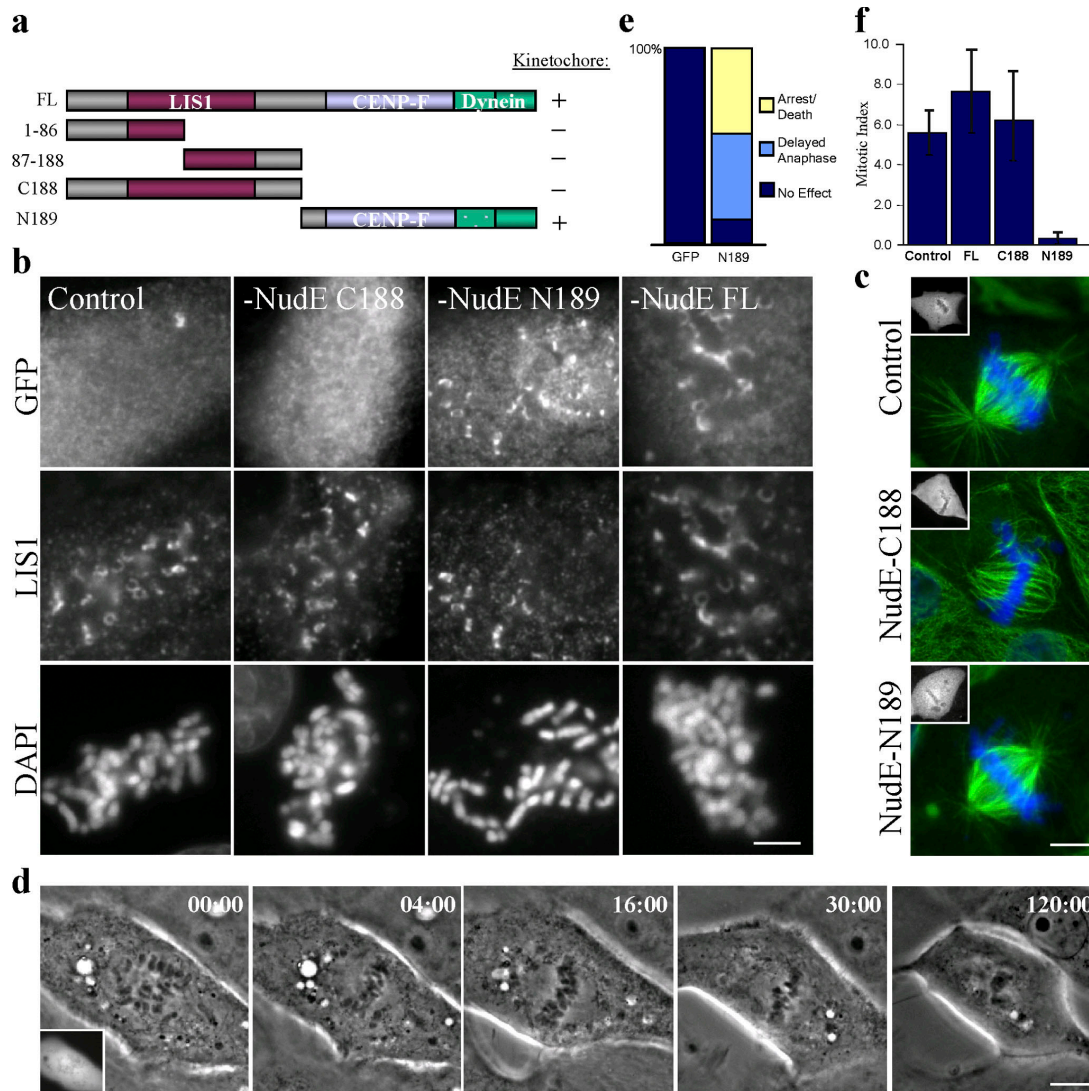 a
Kinetochore:
FL LIS1 CENP-F Dynein +
1-86 –
87-188 –
C188 –
N189 CENP-F +
e
100%
Arrest/
Death
Delayed
Anaphase
No Effect
GFP N189
f
Mitotic Index
10.0
8.0
6.0
4.0
2.0
0.0
Control FL C188 N189
b
Control -NudE C188 -NudE N189 -NudE FL
GFP
LIS1
DAPI
c
Control
NudE-C188
NudE-N189
d
00:00 04:00 16:00 30:00 120:00